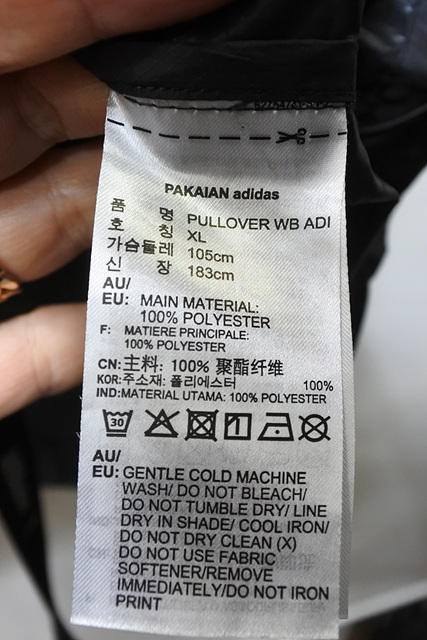 PAKAIAN adidas
품 명 PULLOVER WB ADI
호 칭 XL
가슴둘레 105cm
신 장 183cm
AU/
EU: MAIN MATERIAL:
100% POLYESTER
F: MATIERE PRINCIPALE:
100% POLYESTER
CN: 主料: 100% 聚酯纤维
KOR:주소재: 폴리에스터 100%
IND:MATERIAL UTAMA: 100% POLYESTER
30
AU/
EU: GENTLE COLD MACHINE
WASH/ DO NOT BLEACH/
DO NOT TUMBLE DRY/ LINE
DRY IN SHADE/ COOL IRON/
DO NOT DRY CLEAN (X)
DO NOT USE FABRIC
SOFTENER/REMOVE
IMMEDIATELY/DO NOT IRON
PRINT